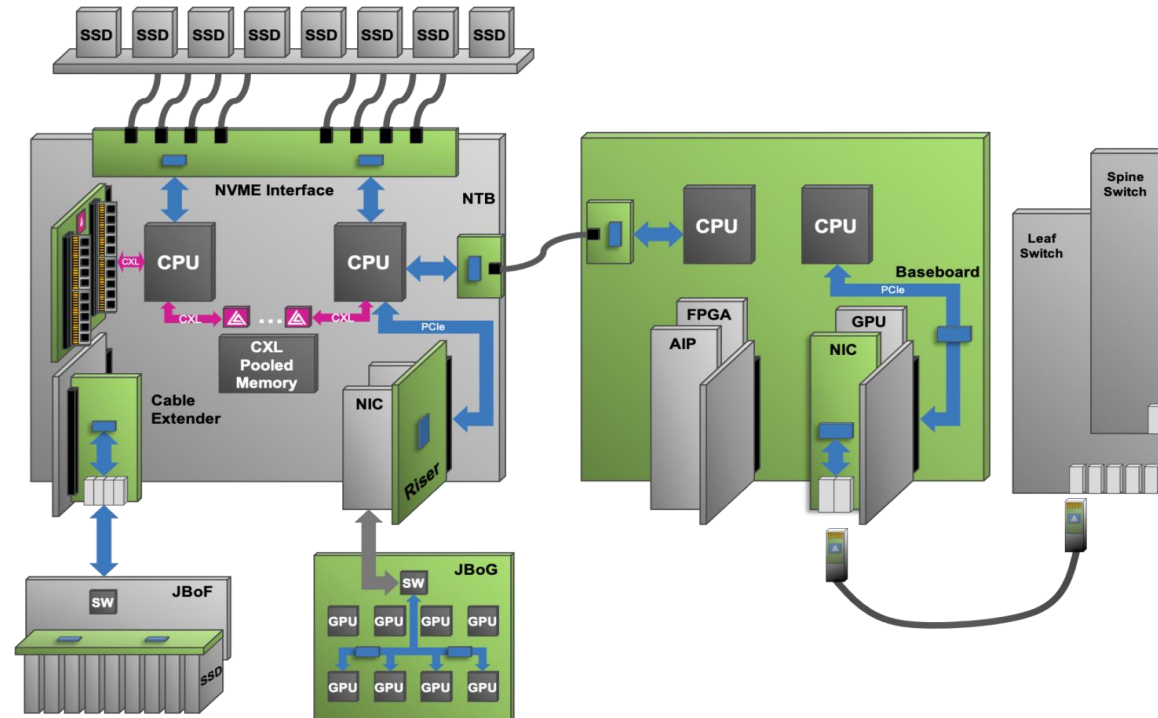 SSD SSD SSD SSD SSD SSD SSD SSD
NVME Interface
NTB
CPU
CPU
CXL
CXL
...
CXL
PCIe
CXL
Pooled
Memory
Cable
Extender
NIC
Riser
JBoF
SW
SSD
JBoG
SW
GPU GPU GPU GPU
GPU GPU GPU GPU
CPU
CPU
Baseboard
PCIe
FPGA
AIP
GPU
NIC
Spine
Switch
Leaf
Switch